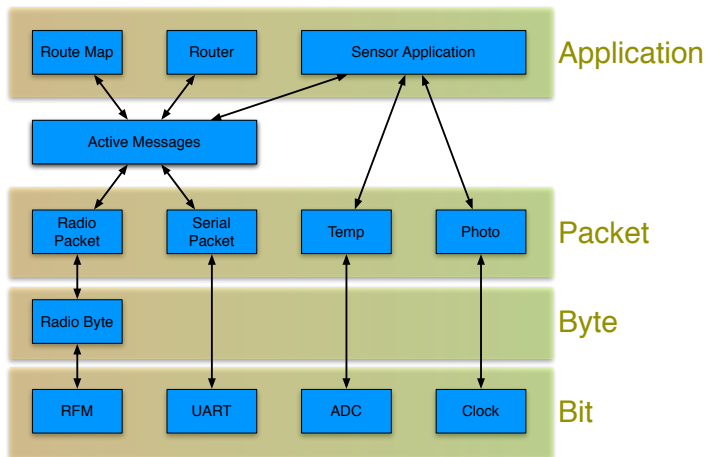 Route Map
Router
Sensor Application
Application
Active Messages
Radio
Packet
Serial
Packet
Temp
Photo
Packet
Radio Byte
Byte
RFM
UART
ADC
Clock
Bit